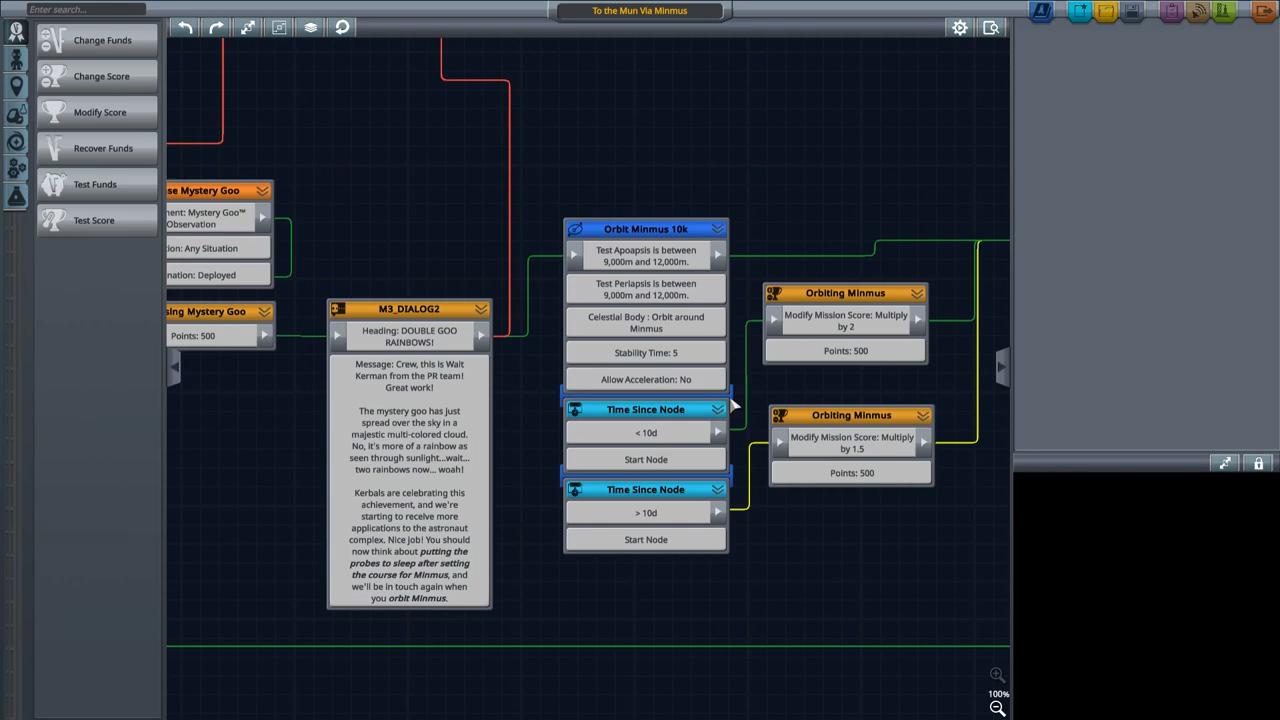 Enter search...
To the Mun Via Minmus
Change Funds
Change Score
Modify Score
Recover Funds
Test Funds
Test Score
se Mystery Goo
ment: Mystery Goo™
Observation
ion: Any Situation
nation: Deployed
sing Mystery Goo
Points: 500
M3_DIALOG2
Heading: DOUBLE GOO
RAINBOWS!
Message: Crew, this is Walt
Kerman from the PR team!
Great work!
The mystery goo has just
spread over the sky in a
majestic multi-colored cloud.
No, it's more of a rainbow as
seen through sunlight...wait...
two rainbows now... woah!
Kerbals are celebrating this
achievement, and we're
starting to receive more
applications to the astronaut
complex. Nice job! You should
now think about putting the
probes to sleep after setting
the course for Minmus, and
we'll be in touch again when
you orbit Minmus.
Orbit Minmus 10k
Test Apoapsis is between
9,000m and 12,000m.
Test Periapsis is between
9,000m and 12,000m.
Celestial Body : Orbit around
Minmus
Stability Time: 5
Allow Acceleration: No
Time Since Node
< 10d
Start Node
Time Since Node
> 10d
Start Node
Orbiting Minmus
Modify Mission Score: Multiply
by 2
Points: 500
Orbiting Minmus
Modify Mission Score: Multiply
by 1.5
Points: 500
100%